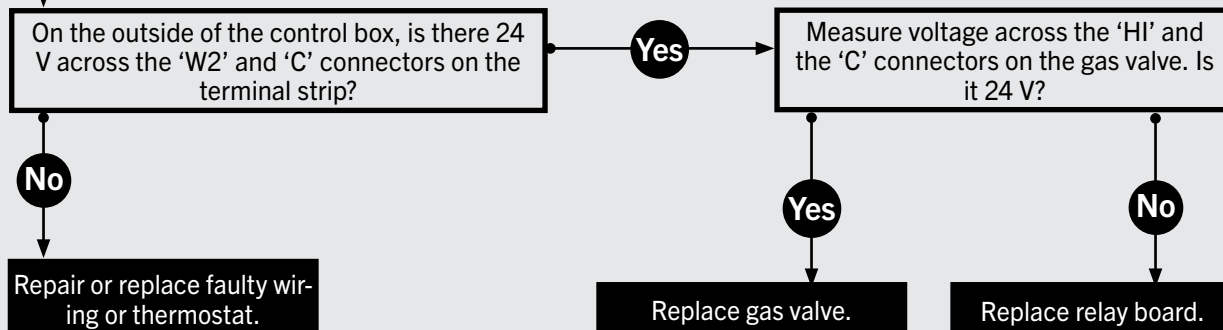 On the outside of the control box, is there 24
V across the ‘W2’ and ‘C’ connectors on the
terminal strip?
Yes
Measure voltage across the ‘HI’ and
the ‘C’ connectors on the gas valve. Is
it 24 V?
No
Yes
No
Repair or replace faulty wir-
ing or thermostat.
Replace gas valve.
Replace relay board.